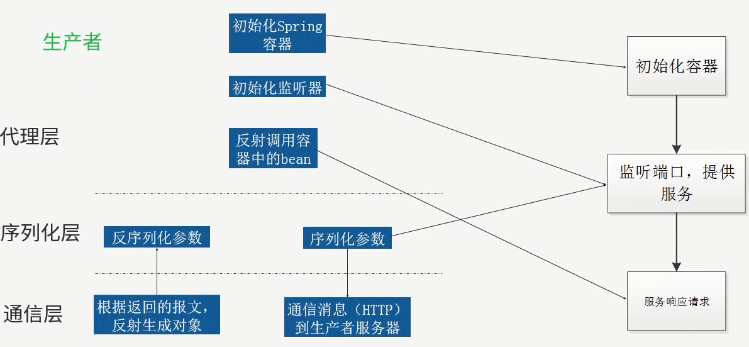 生产者
初始化Spring
容器
初始化容器
初始化监听器
代理层
反射调用容
器中的bean
监听端口，提供
服务
序列化层
反序列化参数
序列化参数
通信层
根据返回的报文，
反射生成对象
通信消息（HTTP）
到生产者服务器
服务响应请求